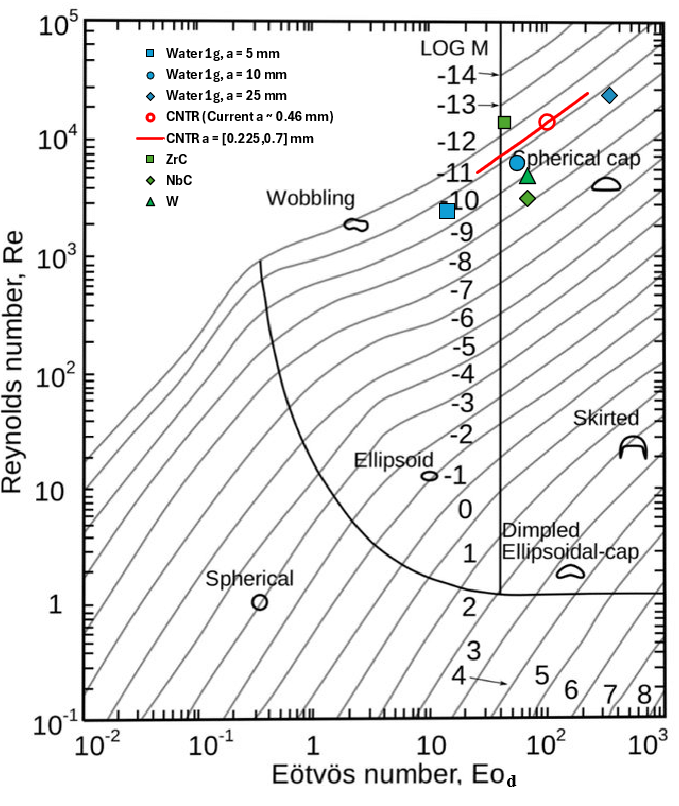 10^5
10^4
10^3
10^2
10
1
10^-1
Reynolds number, Re
Water 1g, a = 5 mm
Water 1g, a = 10 mm
Water 1g, a = 25 mm
CNTR (Current a ~ 0.46 mm)
CNTR a = [0.225,0.7] mm
ZrC
NbC
W
LOG M
-14
-13
-12
-11
-10
-9
-8
-7
-6
-5
-4
-3
-2
-1
0
1
2
3
4
5
6
7
8
Spherical cap
Wobbling
Skirted
Ellipsoid
Dimpled
Ellipsoidal-cap
Spherical
10^-2
10^-1
1
10
10^2
10^3
Eötvös number, Eo_d